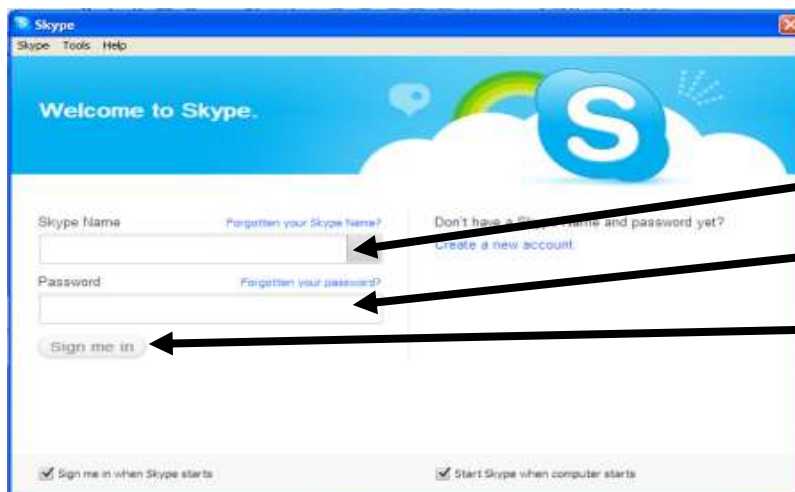 Skype
Skype Tools Help
Welcome to Skype.
S
Skype Name Forgotten your Skype Name?
Don't have a Skype Name and password yet?
Create a new account
Password Forgotten your password?
Sign me in
Sign me in when Skype starts
Start Skype when computer starts